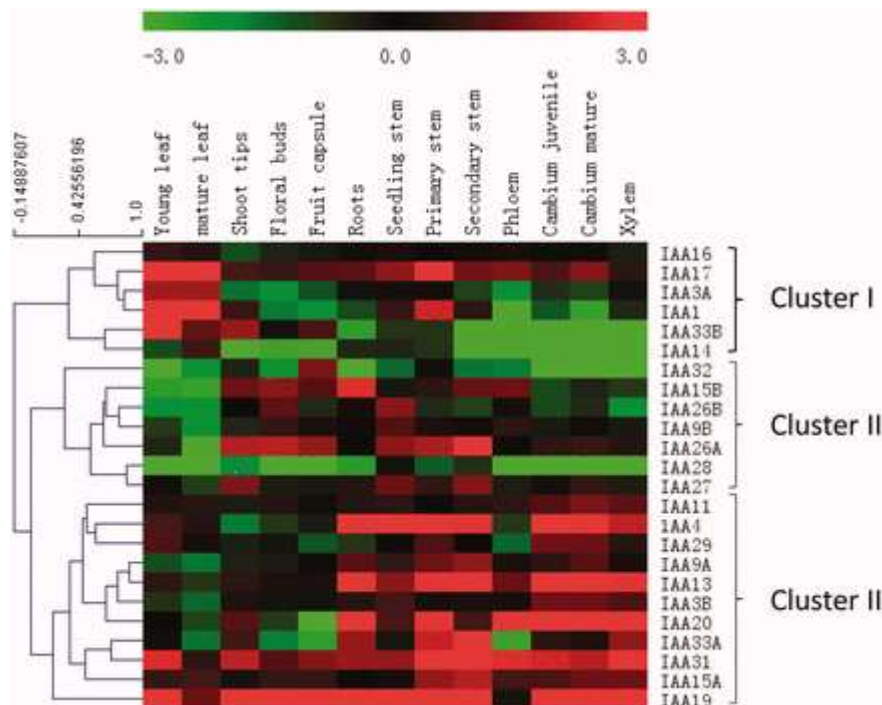 -3.0 0.0 3.0
-0.14887607
0.42556196
1.0
Young leaf
mature leaf
Shoot tips
Floral buds
Fruit capsule
Roots
Seedling stem
Primary stem
Secondary stem
Phloem
Cambium juvenile
Cambium mature
Xylem
IAA16
IAA17
IAA3A
IAA1
IAA33B
IAA14
Cluster I
IAA32
IAA15B
IAA26B
IAA9B
IAA26A
IAA28
IAA27
Cluster II
IAA11
1AA4
IAA29
IAA9A
IAA13
IAA3B
IAA20
IAA33A
IAA31
IAA15A
IAA19
Cluster II